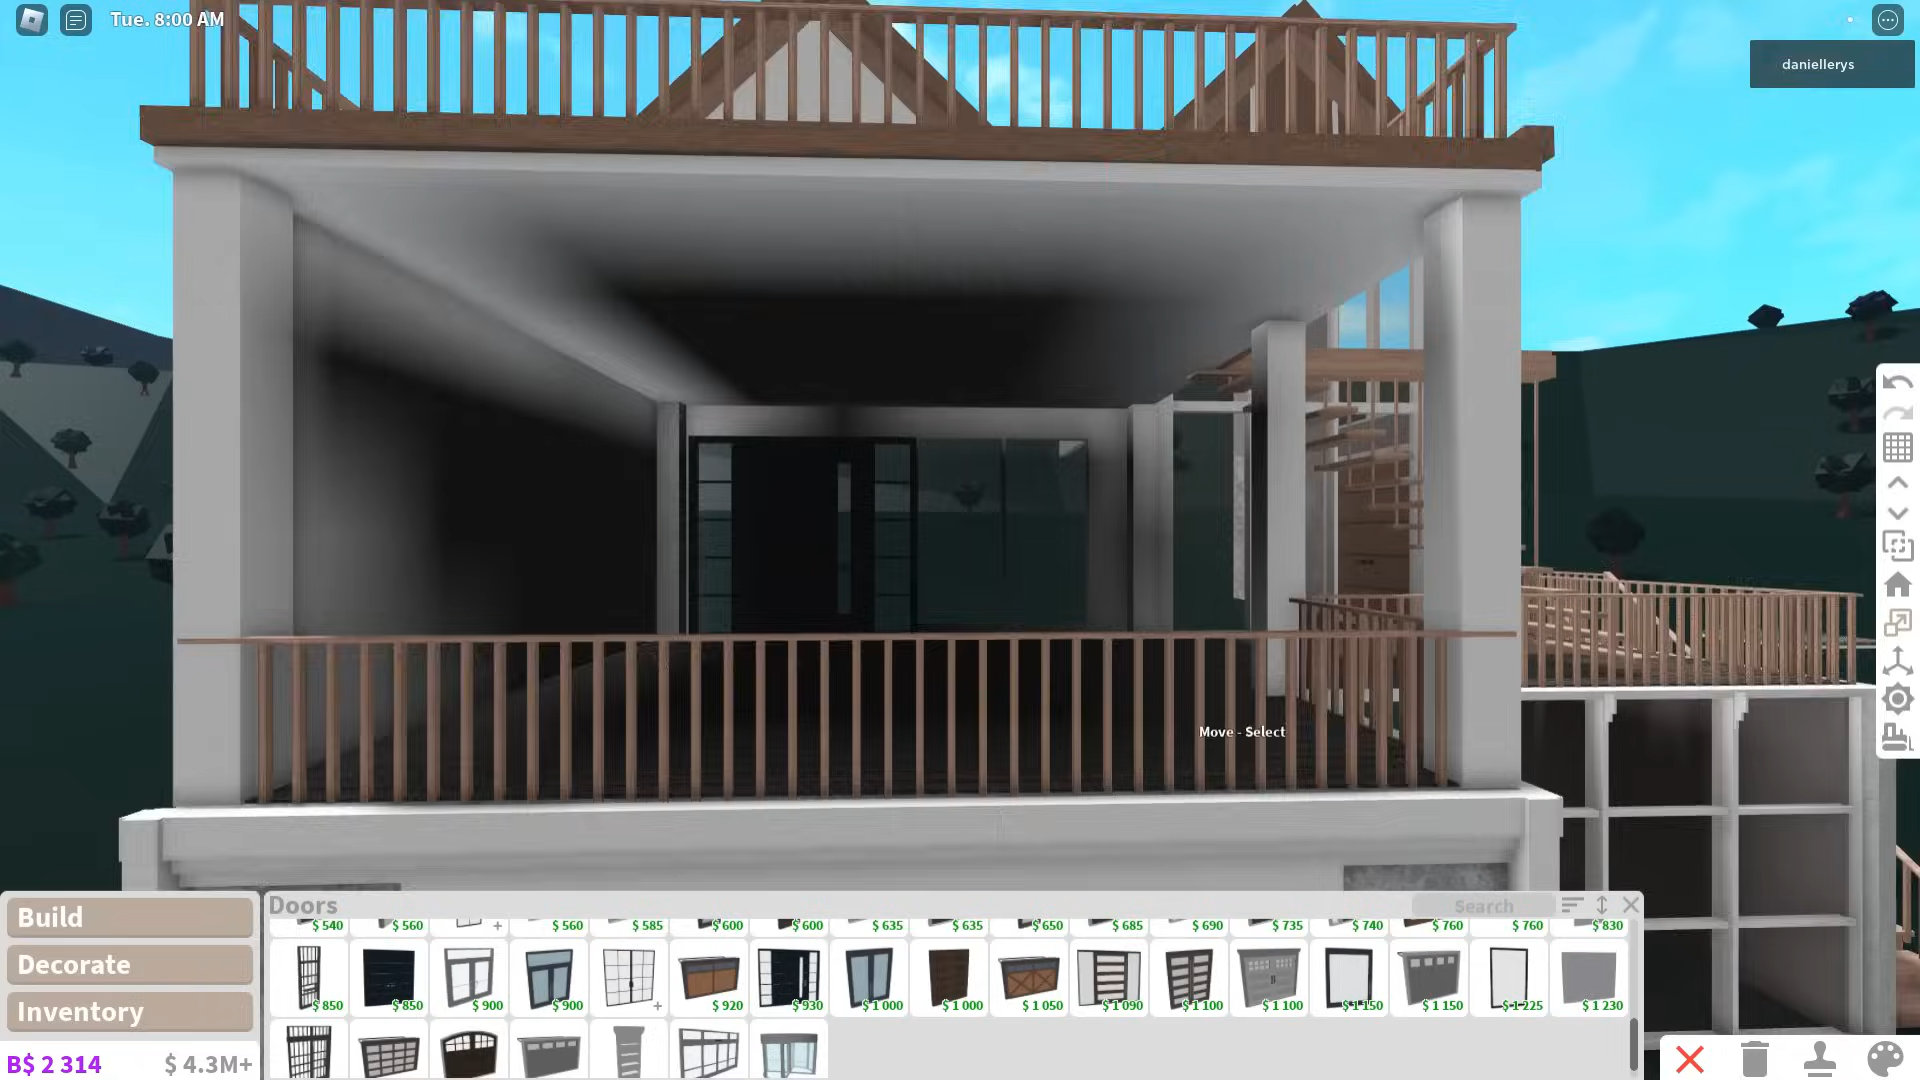 Tue. 8:00 AM
daniellerys
Move - Select
Build
Decorate
Inventory
B$ 2 314
$ 4.3M+
Doors
Search
$ 540 $ 560 + $ 560 $ 585 $ 600 $ 600 $ 635 $ 635 $ 650 $ 685 $ 690 $ 735 $ 740 $ 760 $ 760 $ 830
$ 850 $ 850 $ 900 $ 900 + $ 920 $ 930 $ 1 000 $ 1 000 $ 1 050 $ 1 090 $ 1 100 $ 1 100 $ 1 150 $ 1 150 $ 1 225 $ 1 230